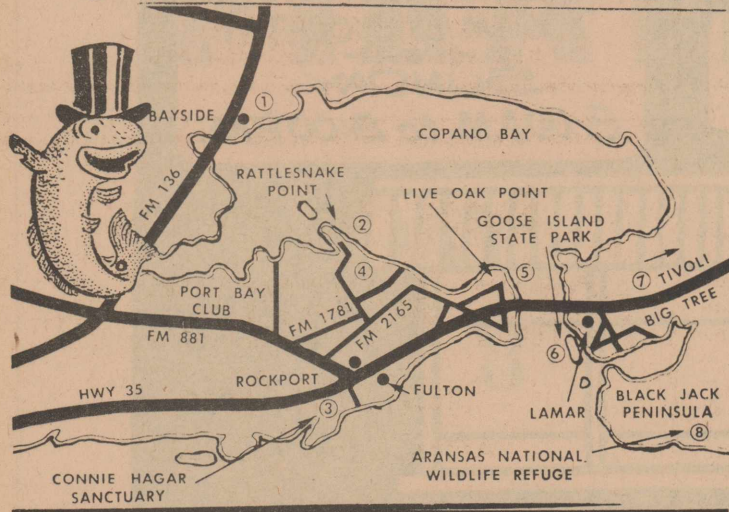 ①
BAYSIDE
COPANO BAY
FM 136
RATTLESNAKE
POINT
LIVE OAK POINT
GOOSE ISLAND
STATE PARK
②
④
⑤
⑦ TIVOLI
BIG TREE
PORT BAY
CLUB
FM 1781
FM 2165
FM 881
⑥
HWY 35
ROCKPORT
FULTON
LAMAR
BLACK JACK
PENINSULA
③
⑧
ARANSAS NATIONAL
WILDLIFE REFUGE
CONNIE HAGAR
SANCTUARY